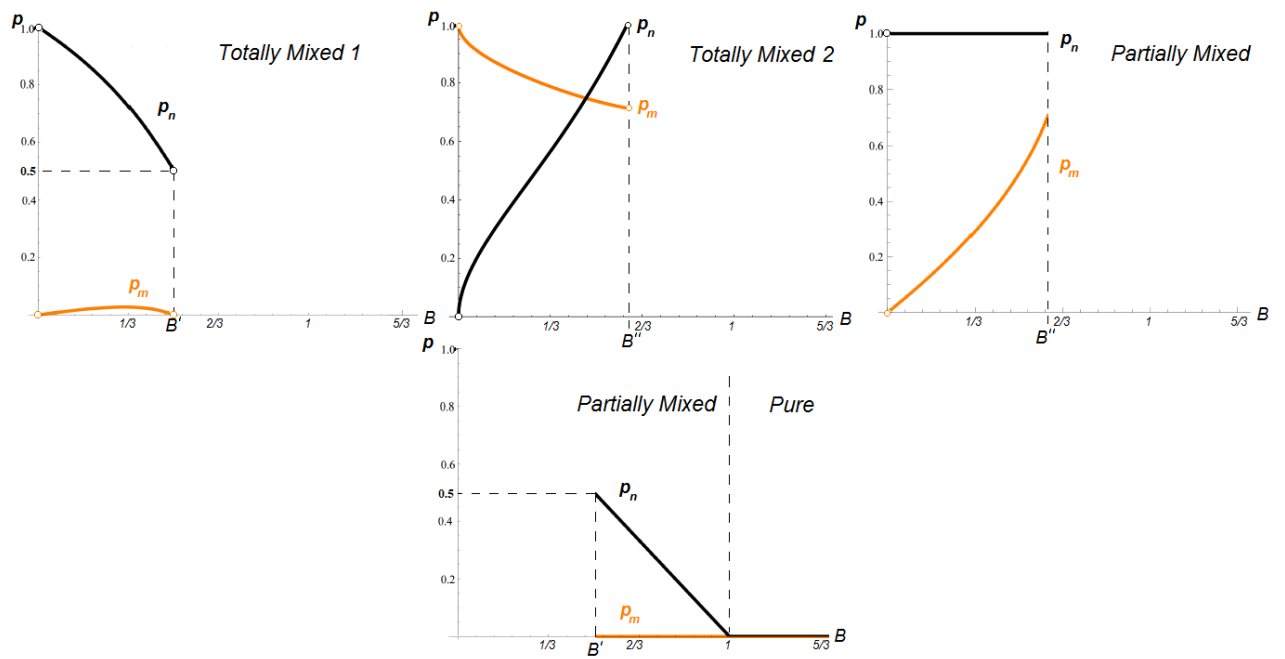 p
1.0
Totally Mixed 1
0.8
p_n
0.6
0.5
0.4
0.2
p_m
1/3
B'
2/3
1
5/3
B
p
1.0
p_n
Totally Mixed 2
0.8
p_m
0.6
0.4
0.2
1/3
B''
2/3
1
5/3
B
p
1.0
p_n
Partially Mixed
0.8
0.6
p_m
0.4
0.2
1/3
B''
2/3
1
5/3
B
p
1.0
0.8
Partially Mixed
Pure
0.6
0.5
p_n
0.4
0.2
p_m
1/3
B'
2/3
1
5/3
B